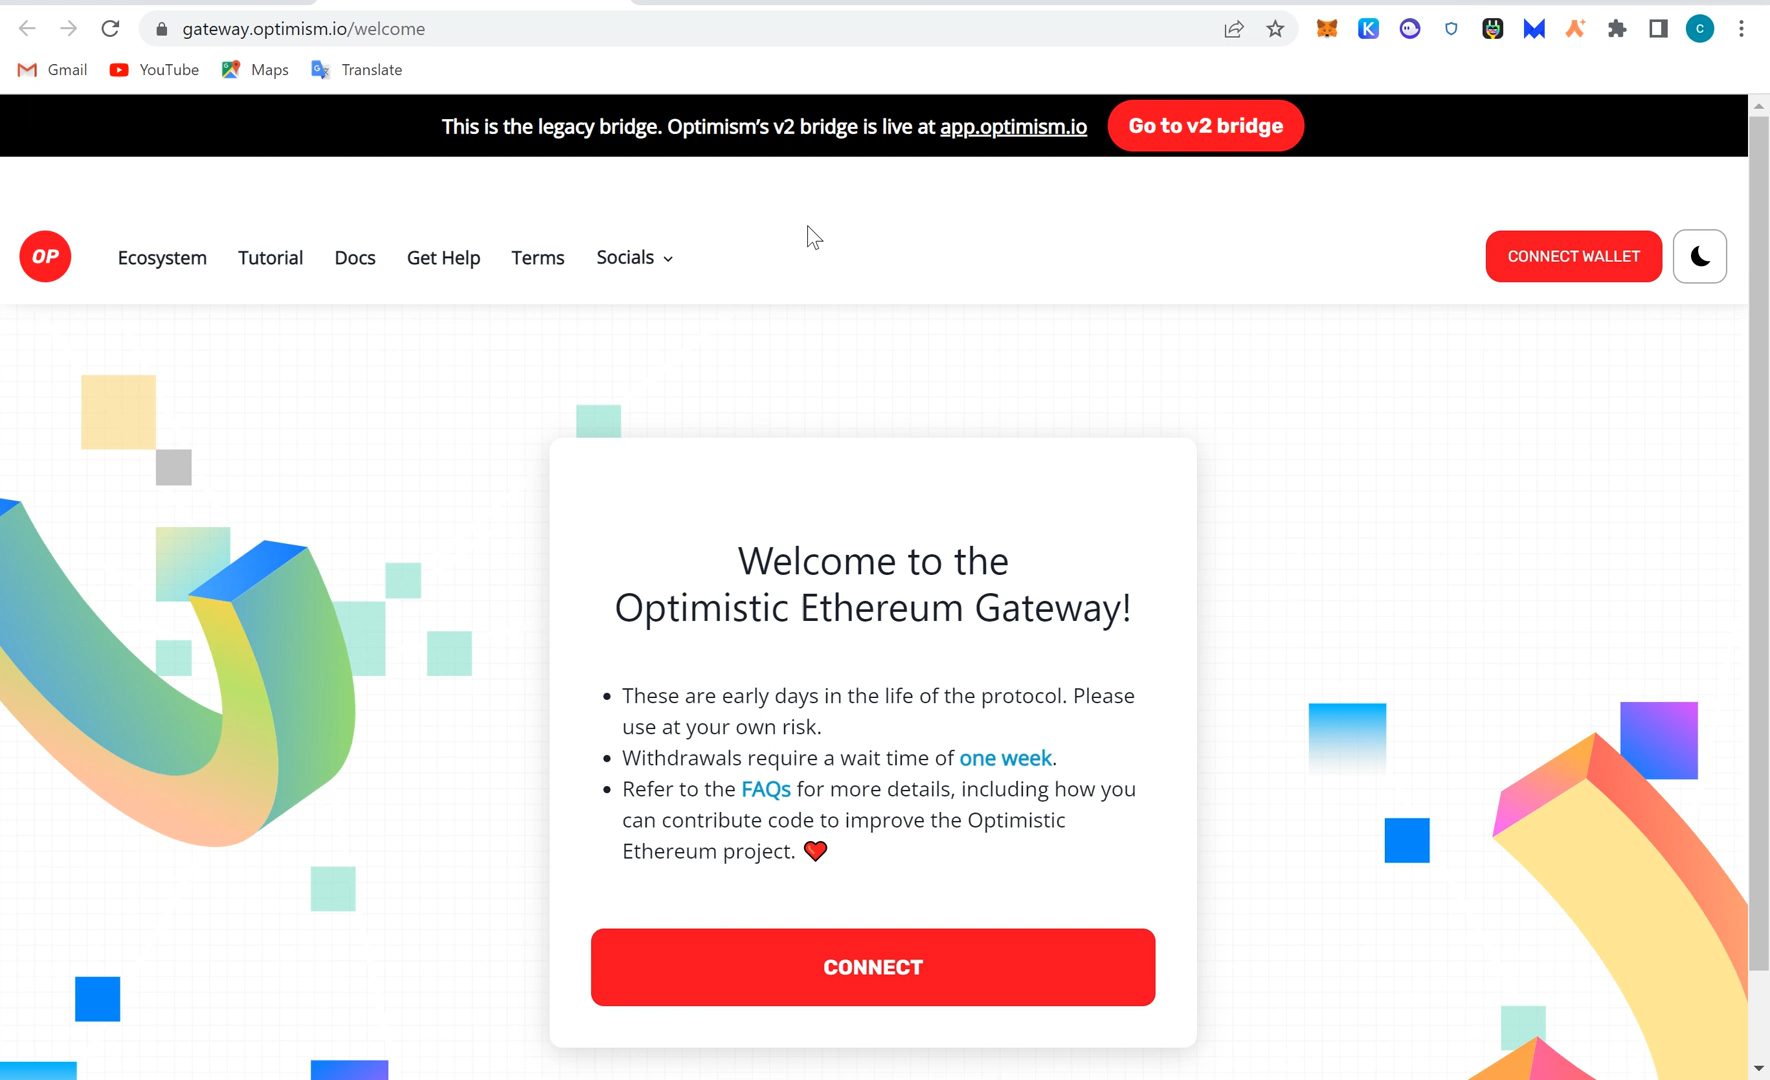 gateway.optimism.io/welcome
C
Gmail YouTube Maps Translate
This is the legacy bridge. Optimism’s v2 bridge is live at app.optimism.io Go to v2 bridge
OP Ecosystem Tutorial Docs Get Help Terms Socials CONNECT WALLET
Welcome to the
Optimistic Ethereum Gateway!
These are early days in the life of the protocol. Please
use at your own risk.
Withdrawals require a wait time of one week.
Refer to the FAQs for more details, including how you
can contribute code to improve the Optimistic
Ethereum project. ❤️
CONNECT